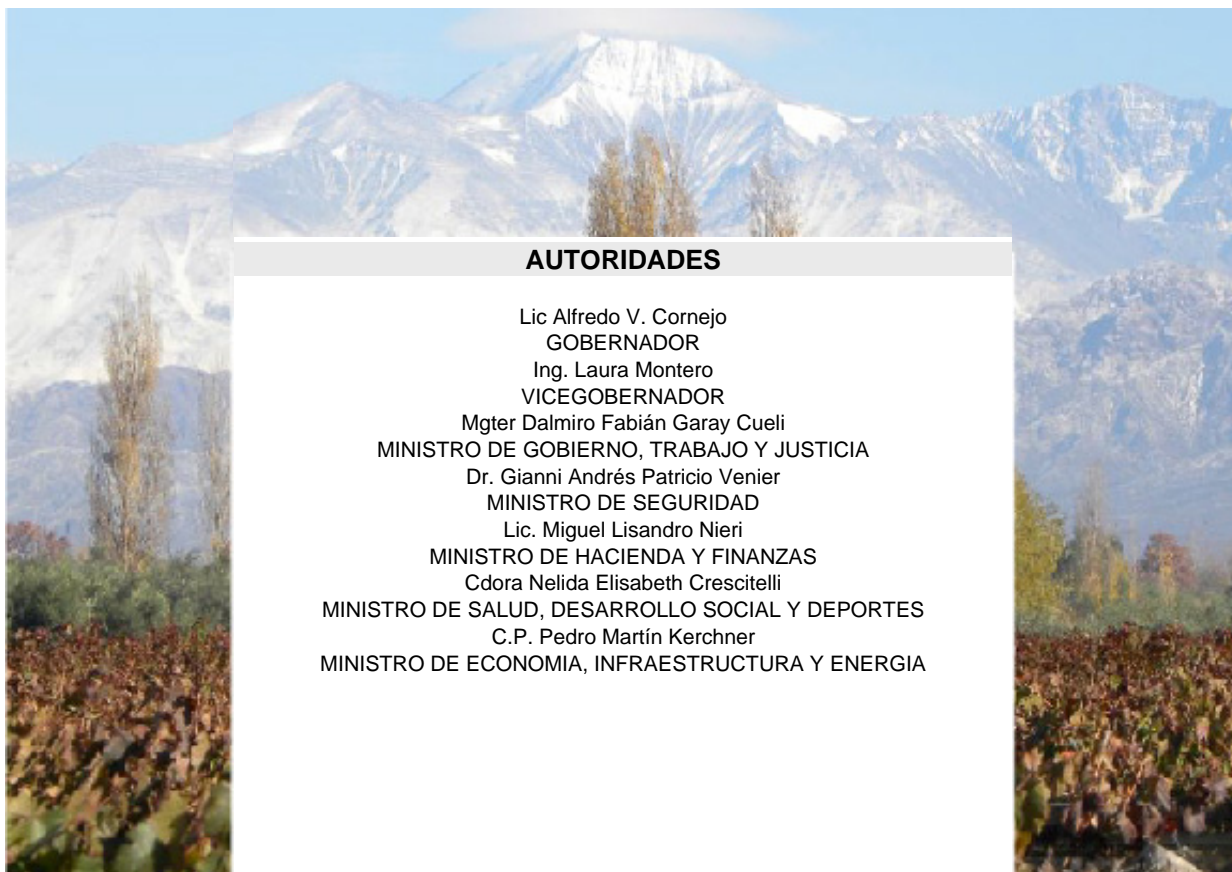 AUTORIDADES
Lic Alfredo V. Cornejo
GOBERNADOR
Ing. Laura Montero
VICEGOBERNADOR
Mgter Dalmiro Fabián Garay Cueli
MINISTRO DE GOBIERNO, TRABAJO Y JUSTICIA
Dr. Gianni Andrés Patricio Venier
MINISTRO DE SEGURIDAD
Lic. Miguel Lisandro Nieri
MINISTRO DE HACIENDA Y FINANZAS
Cdora Nelida Elisabeth Crescitelli
MINISTRO DE SALUD, DESARROLLO SOCIAL Y DEPORTES
C.P. Pedro Martín Kerchner
MINISTRO DE ECONOMIA, INFRAESTRUCTURA Y ENERGIA